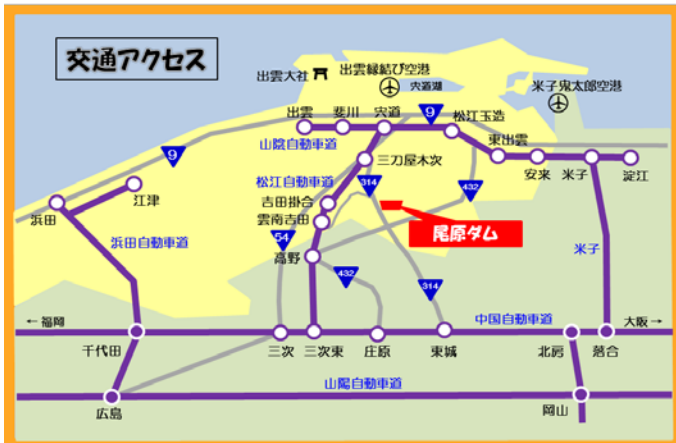 交通アクセス
出雲大社
出雲縁結び空港
宍道湖
米子鬼太郎空港
出雲
斐川
宍道
9
松江玉造
東出雲
山陰自動車道
9
三刀屋木次
安来
米子
淀江
松江自動車道
314
432
江津
吉田掛合
浜田
雲南吉田
尾原ダム
浜田自動車道
54
高野
米子
432
314
← 福岡
中国自動車道
大阪 →
千代田
三次
三次東
庄原
東城
北房
落合
山陽自動車道
広島
岡山